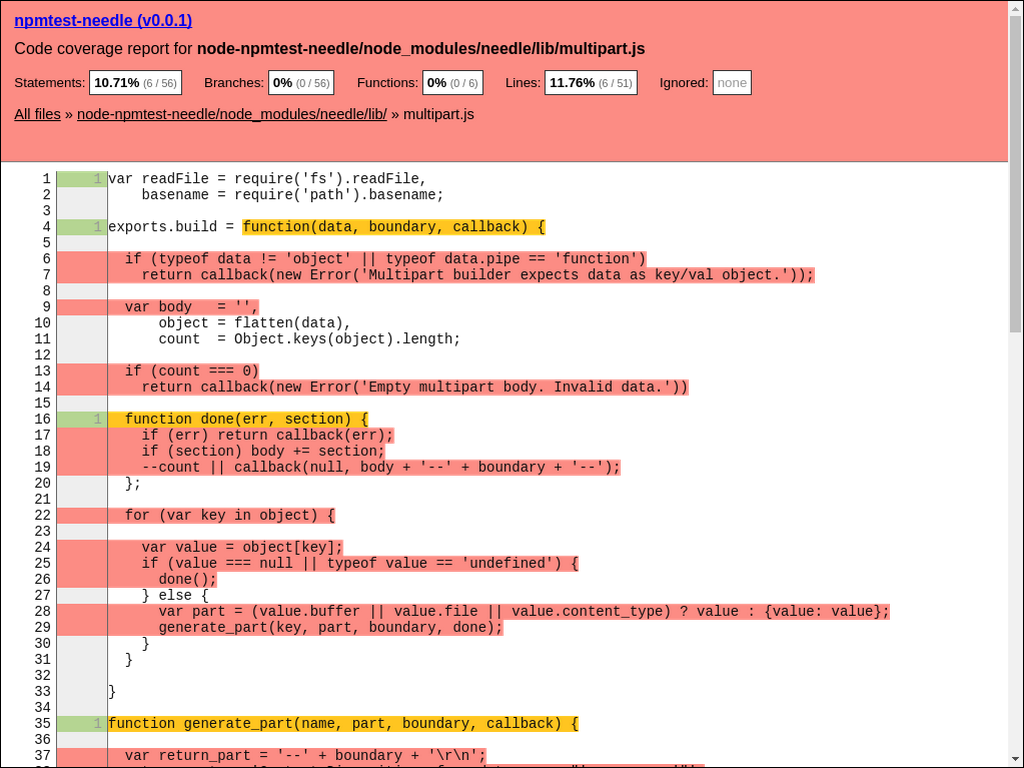 npmtest-needle (v0.0.1)
Code coverage report for node-npmtest-needle/node_modules/needle/lib/multipart.js
Statements: 10.71% (6 / 56) Branches: 0% (0 / 56) Functions: 0% (0 / 6) Lines: 11.76% (6 / 51) Ignored: none
All files » node-npmtest-needle/node_modules/needle/lib/ » multipart.js
1 1 var readFile = require('fs').readFile,
2 basename = require('path').basename;
3
4 1 exports.build = function(data, boundary, callback) {
5
6 if (typeof data != 'object' || typeof data.pipe == 'function')
7 return callback(new Error('Multipart builder expects data as key/val object.'));
8
9 var body   = '',
10 object = flatten(data),
11 count  = Object.keys(object).length;
12
13 if (count === 0)
14 return callback(new Error('Empty multipart body. Invalid data.'))
15
16 1 function done(err, section) {
17 if (err) return callback(err);
18 if (section) body += section;
19 --count || callback(null, body + '--' + boundary + '--');
20 };
21
22 for (var key in object) {
23
24 var value = object[key];
25 if (value === null || typeof value == 'undefined') {
26 done();
27 } else {
28 var part = (value.buffer || value.file || value.content_type) ? value : {value: value};
29 generate_part(key, part, boundary, done);
30 }
31 }
32
33 }
34
35 1 function generate_part(name, part, boundary, callback) {
36
37 var return_part = '--' + boundary + '\r\n';